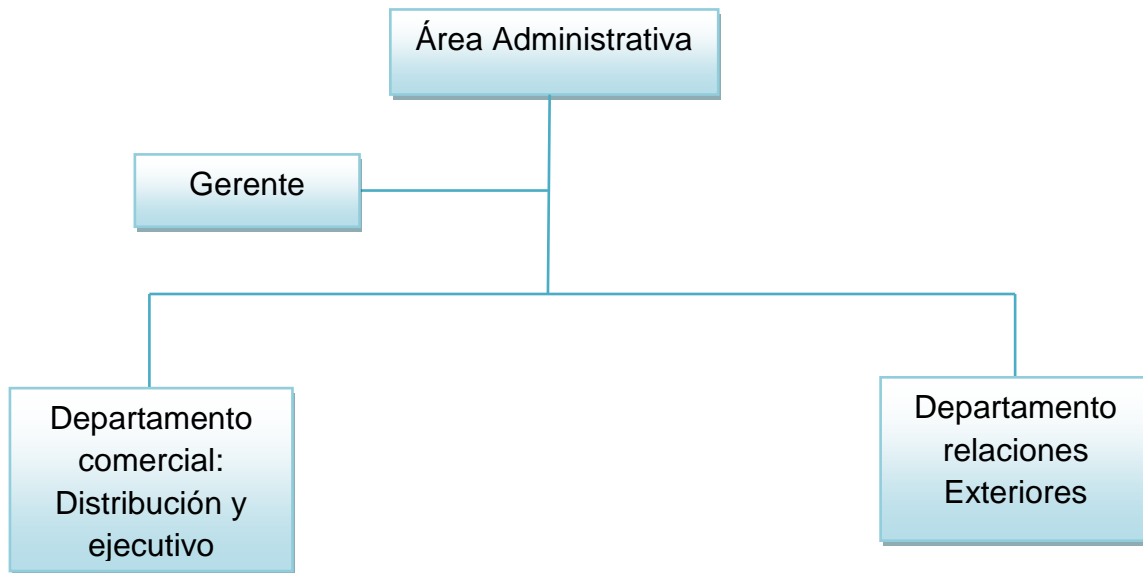 Área Administrativa
Gerente
Departamento
comercial:
Distribución y
ejecutivo
Departamento
relaciones
Exteriores